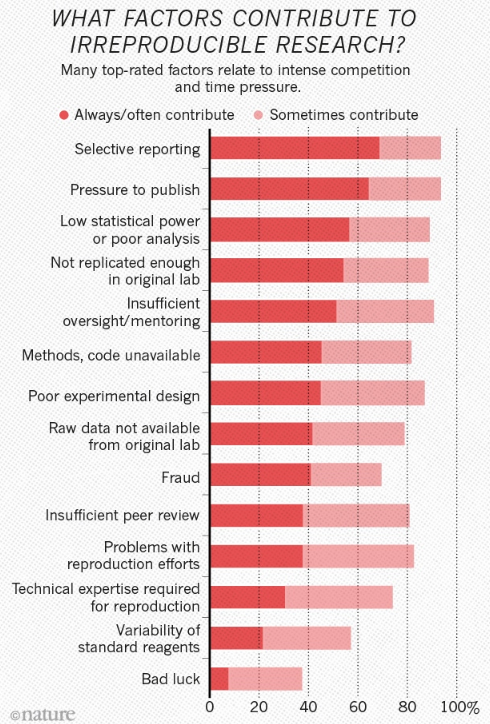 WHAT FACTORS CONTRIBUTE TO
IRREPRODUCIBLE RESEARCH?
Many top-rated factors relate to intense competition
and time pressure.
Always/often contribute Sometimes contribute
Selective reporting
Pressure to publish
Low statistical power
or poor analysis
Not replicated enough
in original lab
Insufficient
oversight/mentoring
Methods, code unavailable
Poor experimental design
Raw data not available
from original lab
Fraud
Insufficient peer review
Problems with
reproduction efforts
Technical expertise required
for reproduction
Variability of
standard reagents
Bad luck
0 20 40 60 80 100%
©nature